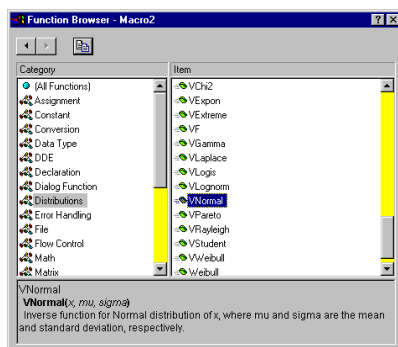 Function Browser - Macro2
Category
Item
(All Functions)
Assignment
Constant
Conversion
Data Type
DDE
Declaration
Dialog Function
Distributions
Error Handling
File
Flow Control
Math
Matrix
VChi2
VExpon
VExtreme
VF
VGamma
VLaplace
VLogis
VLognorm
VNormal
VPareto
VRayleigh
VStudent
VWeibull
Weibull
VNormal
VNormal(x, mu, sigma)
Inverse function for Normal distribution of x, where mu and sigma are the mean
and standard deviation, respectively.